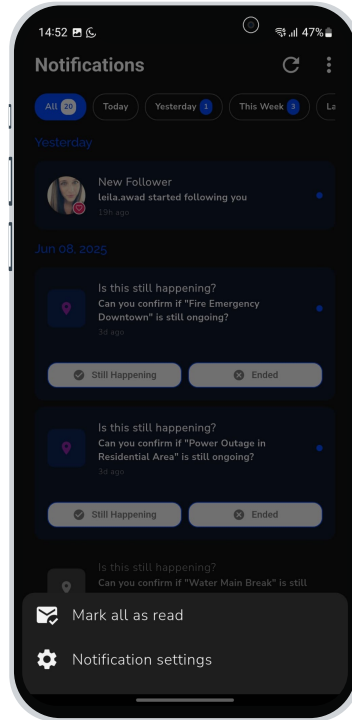 14:52 47%
Notifications
All 20 Today Yesterday 1 This Week 3 La
Yesterday
New Follower
leila.awad started following you
19h ago
Jun 08, 2025
Is this still happening?
Can you confirm if "Fire Emergency
Downtown" is still ongoing?
3d ago
Still Happening Ended
Is this still happening?
Can you confirm if "Power Outage in
Residential Area" is still ongoing?
3d ago
Still Happening Ended
Is this still happening?
Can you confirm if "Water Main Break" is still
Mark all as read
Notification settings